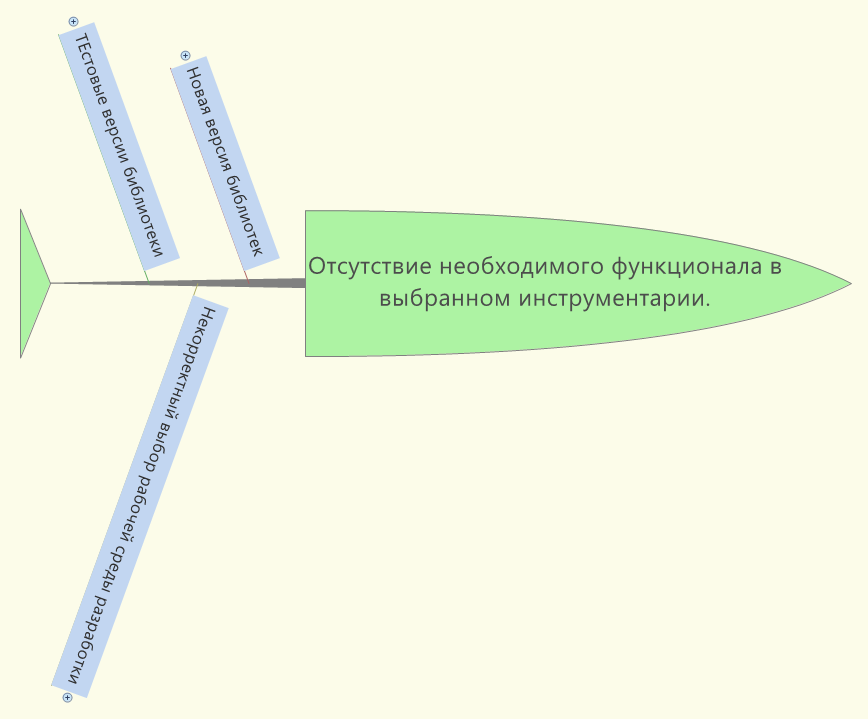 ТЕстовые версии библиотеки
Новая версия библиотек
Отсутствие необходимого функционала в
выбранном инструментарии.
Некорректный выбор рабочей среды разработки